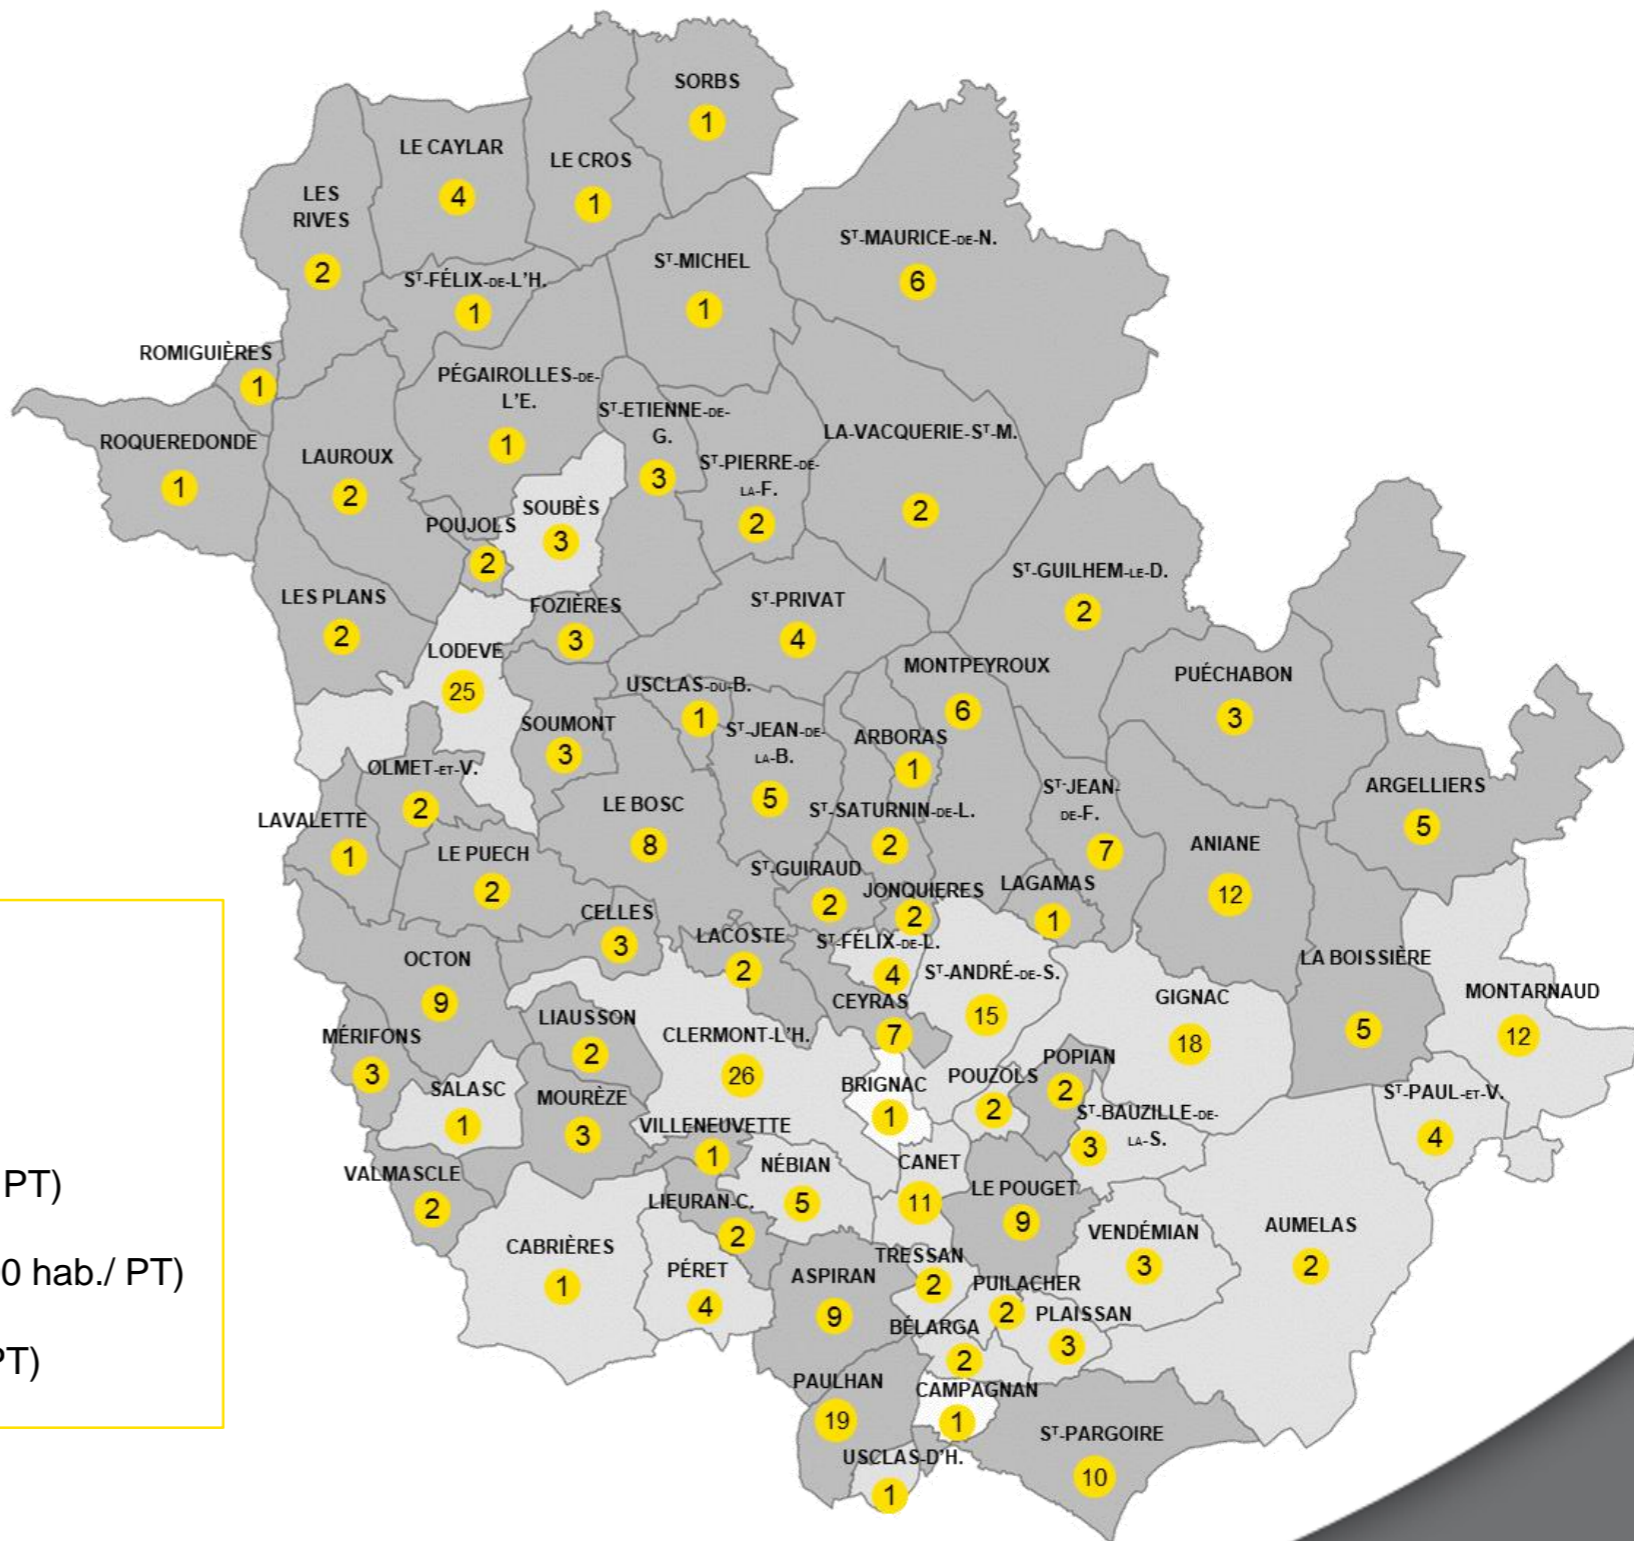 SORBS
1
LE CAYLAR
4
LE CROS
1
LES
RIVES
2
Sᵀ-MAURICE-DE-N.
6
Sᵀ-MICHEL
1
Sᵀ-FÉLIX-DE-L'H.
1
ROMIGUIÈRES
1
PÉGAIROLLES-DE-
L'E.
1
Sᵀ-ETIENNE-DE-
G.
3
ROQUEREDONDE
1
LAUROUX
2
Sᵀ-PIERRE-DE-
LA-F.
2
LA-VACQUERIE-Sᵀ-M.
2
SOUBÈS
3
POUJOLS
2
Sᵀ-GUILHEM-LE-D.
2
LES PLANS
2
FOZIÈRES
3
Sᵀ-PRIVAT
4
LODEVE
25
MONTPEYROUX
6
PUÉCHABON
3
USCLAS-DU-B.
1
SOUMONT
3
Sᵀ-JEAN-DE-
LA-B.
5
ARBORAS
1
OLMET-ET-V.
2
Sᵀ-JEAN-
DE-F.
7
ARGELLIERS
5
LE BOSC
8
Sᵀ-SATURNIN-DE-L.
2
LAVALETTE
1
LE PUECH
2
ANIANE
12
Sᵀ-GUIRAUD
2
JONQUIERES
2
LAGAMAS
1
CELLES
3
LACOSTE
2
Sᵀ-FÉLIX-DE-L.
4
OCTON
9
Sᵀ-ANDRÉ-DE-S.
15
LA BOISSIÈRE
5
GIGNAC
18
MONTARNAUD
12
CEYRAS
7
LIAUSSON
2
MÉRIFONS
3
CLERMONT-L'H.
26
POPIAN
2
SALASC
1
MOURÈZE
3
BRIGNAC
1
POUZOLS
2
Sᵀ-BAUZILLE-DE-
LA-S.
3
Sᵀ-PAUL-ET-V.
4
VILLENEUVETTE
1
NÉBIAN
5
CANET
11
VALMASCLE
2
LE POUGET
9
PT)
LIEURAN-C.
2
VENDÉMIAN
3
AUMELAS
2
CABRIÈRES
1
0 hab./ PT)
PÉRET
4
ASPIRAN
9
TRESSAN
2
PUILACHER
2
PLAISSAN
3
BÉLARGA
2
PT)
PAULHAN
19
CAMPAGNAN
1
Sᵀ-PARGOIRE
10
USCLAS-D'H.
1